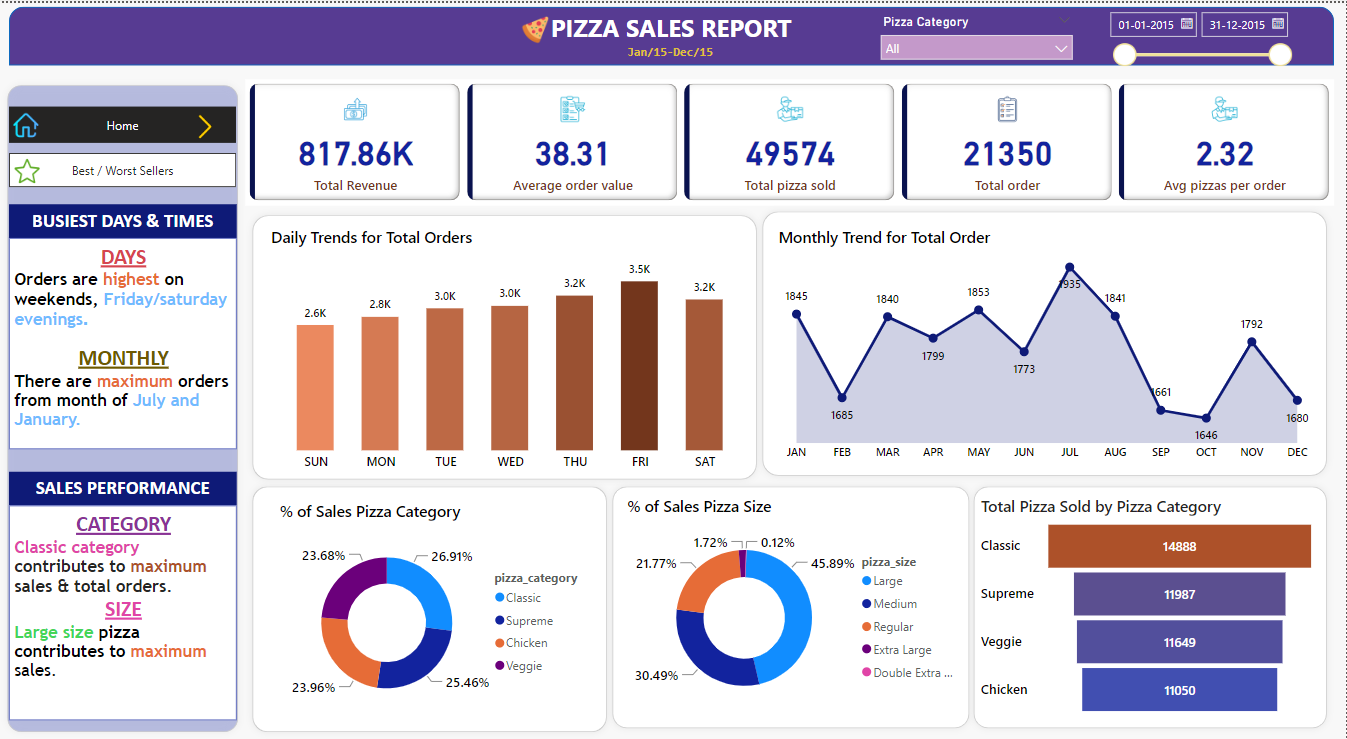 PIZZA SALES REPORT
Jan/15-Dec/15
Pizza Category
All
01-01-2015
31-12-2015
Home
Best / Worst Sellers
BUSIEST DAYS & TIMES
DAYS
Orders are highest on
weekends, Friday/saturday
evenings.
MONTHLY
There are maximum orders
from month of July and
January.
SALES PERFORMANCE
CATEGORY
Classic category
contributes to maximum
sales & total orders.
SIZE
Large size pizza
contributes to maximum
sales.
817.86K
Total Revenue
38.31
Average order value
49574
Total pizza sold
21350
Total order
2.32
Avg pizzas per order
Daily Trends for Total Orders
2.6K
2.8K
3.0K
3.0K
3.2K
3.5K
3.2K
SUN
MON
TUE
WED
THU
FRI
SAT
Monthly Trend for Total Order
1845
1685
1840
1799
1853
1773
1935
1841
1661
1646
1792
1680
JAN
FEB
MAR
APR
MAY
JUN
JUL
AUG
SEP
OCT
NOV
DEC
% of Sales Pizza Category
23.68%
26.91%
23.96%
25.46%
pizza_category
Classic
Supreme
Chicken
Veggie
% of Sales Pizza Size
1.72%
0.12%
21.77%
45.89%
30.49%
pizza_size
Large
Medium
Regular
Extra Large
Double Extra ...
Total Pizza Sold by Pizza Category
Classic
14888
Supreme
11987
Veggie
11649
Chicken
11050